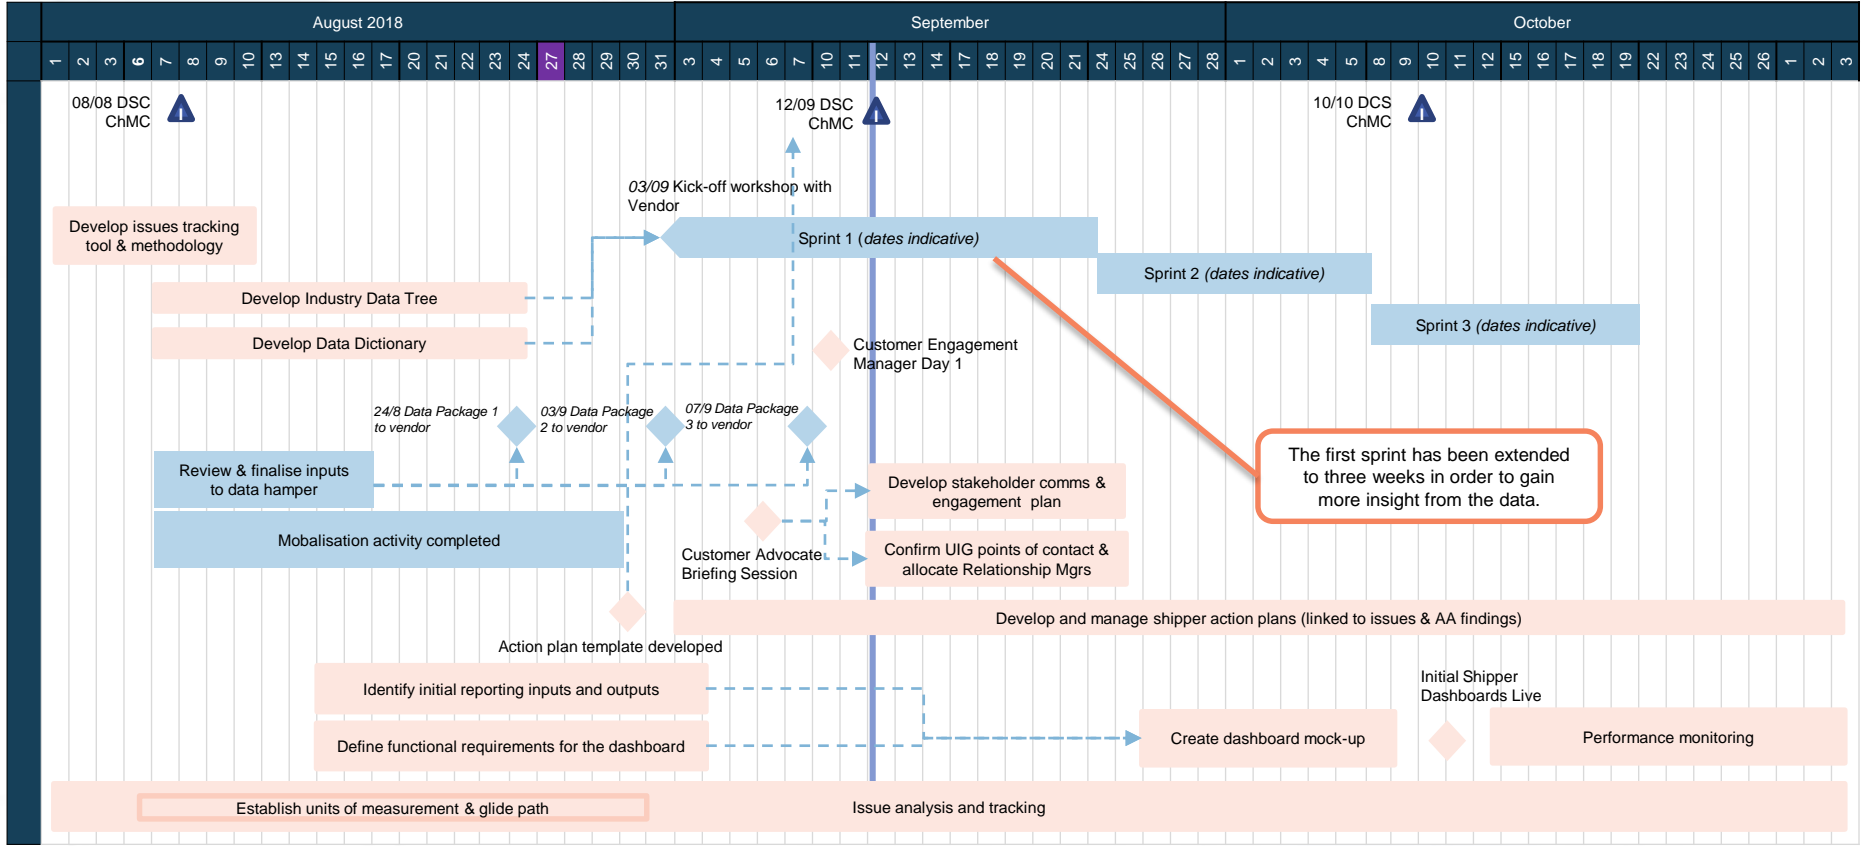 August 2018 September October
1 2 3 6 7 8 9 10 13 14 15 16 17 20 21 22 23 24 27 28 29 30 31 3 4 5 6 7 10 11 12 13 14 17 18 19 20 21 24 25 26 27 28 1 2 3 4 5 8 9 10 11 12 15 16 17 18 19 22 23 24 25 26 1 2 3
08/08 DSC
ChMC
12/09 DSC
ChMC
10/10 DCS
ChMC
03/09 Kick-off workshop with
Vendor
Develop issues tracking
tool & methodology
Sprint 1 (dates indicative)
Sprint 2 (dates indicative)
Develop Industry Data Tree
Sprint 3 (dates indicative)
Develop Data Dictionary
Customer Engagement
Manager Day 1
24/8 Data Package 1
to vendor
03/9 Data Package
2 to vendor
07/9 Data Package
3 to vendor
The first sprint has been extended
to three weeks in order to gain
more insight from the data.
Review & finalise inputs
to data hamper
Develop stakeholder comms &
engagement plan
Mobalisation activity completed
Customer Advocate
Briefing Session
Confirm UIG points of contact &
allocate Relationship Mgrs
Develop and manage shipper action plans (linked to issues & AA findings)
Action plan template developed
Identify initial reporting inputs and outputs
Initial Shipper
Dashboards Live
Define functional requirements for the dashboard
Create dashboard mock-up
Performance monitoring
Establish units of measurement & glide path
Issue analysis and tracking